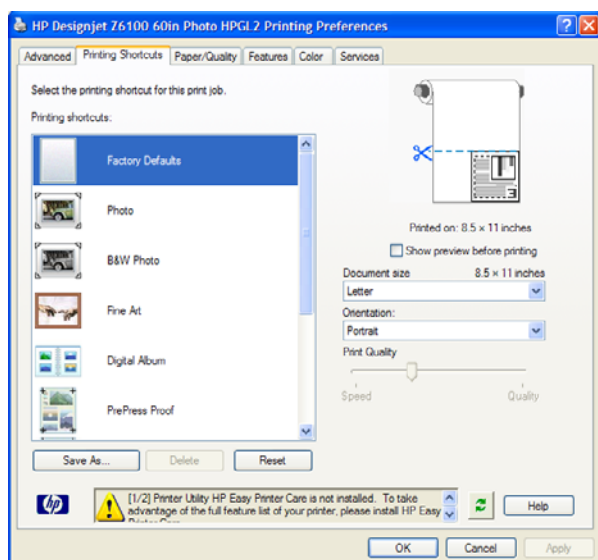 HP Designjet Z6100 60in Photo HPGL2 Printing Preferences
Advanced Printing Shortcuts Paper/Quality Features Color Services
Select the printing shortcut for this print job.
Printing shortcuts:
Factory Defaults
Photo
B&W Photo
Fine Art
Digital Album
PrePress Proof
Save As... Delete Reset
Printed on: 8.5 × 11 inches
Show preview before printing
Document size 8.5 × 11 inches
Letter
Orientation:
Portrait
Print Quality
Speed Quality
hp
[1/2] Printer Utility HP Easy Printer Care is not installed. To take
advantage of the full feature list of your printer, please install HP Easy
Printer Care
Help
OK Cancel Apply